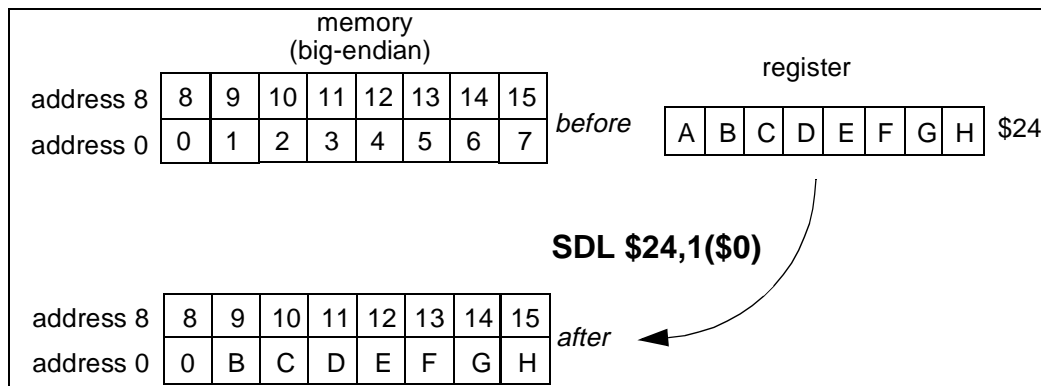 memory
(big-endian)
register
address 8 8 9 10 11 12 13 14 15
address 0 0 1 2 3 4 5 6 7
before
A B C D E F G H $24
SDL $24,1($0)
address 8 8 9 10 11 12 13 14 15
address 0 0 B C D E F G H
after